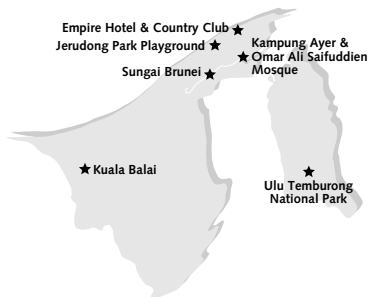 Empire Hotel & Country Club
Jerudong Park Playground
Kampung Ayer &
Omar Ali Saifuddien
Mosque
Sungai Brunei
Kuala Balai
Ulu Temburong
National Park